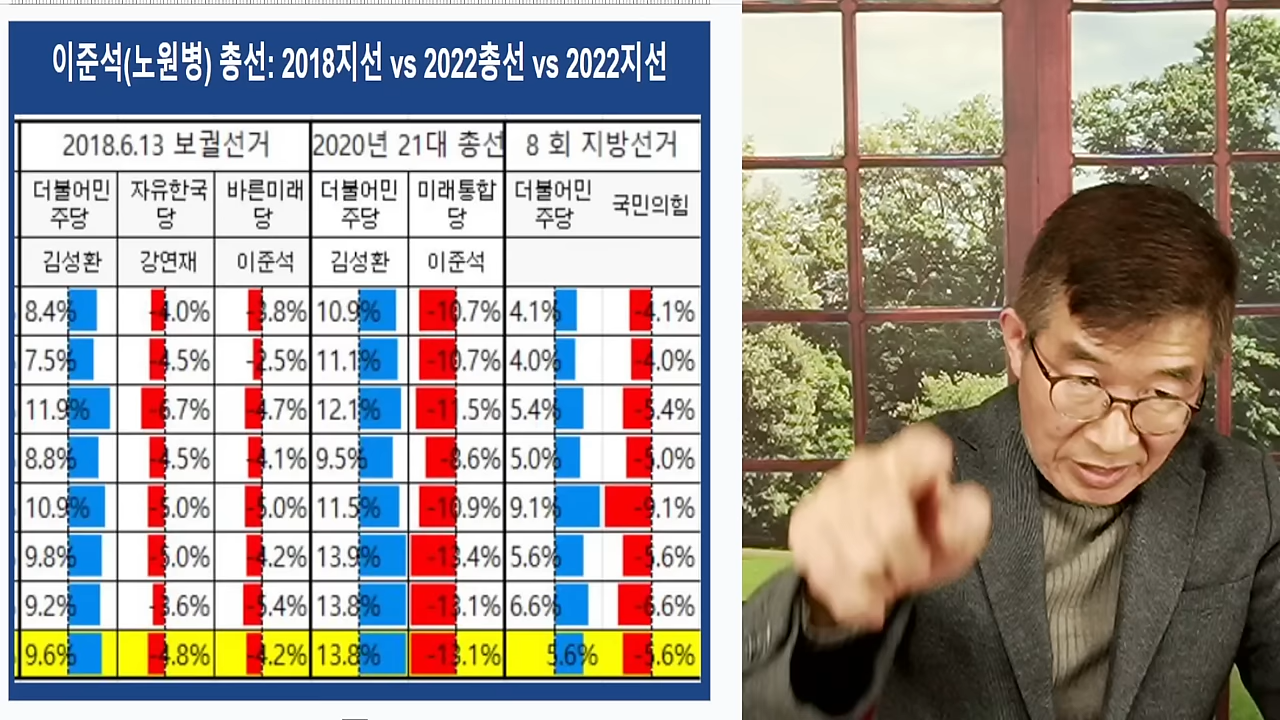 이준석(노원병) 총선: 2018지선 vs 2022총선 vs 2022지선
2018.6.13 보궐선거 2020년 21대 총선 8 회 지방선거
더불어민주당 자유한국당 바른미래당 더불어민주당 미래통합당 더불어민주당 국민의힘
김성환 강연재 이준석 김성환 이준석
8.4% -4.0% -3.8% 10.9% -10.7% 4.1% -4.1%
7.5% -4.5% -2.5% 11.1% -10.7% 4.0% -4.0%
11.9% -6.7% -4.7% 12.1% -11.5% 5.4% -5.4%
8.8% -4.5% -4.1% 9.5% -8.6% 5.0% -5.0%
10.9% -5.0% -5.0% 11.5% -10.9% 9.1% -9.1%
9.8% -5.0% -4.2% 13.9% -13.4% 5.6% -5.6%
9.2% -3.6% -5.4% 13.8% -13.1% 6.6% -6.6%
9.6% -4.8% -4.2% 13.8% -13.1% 5.6% -5.6%